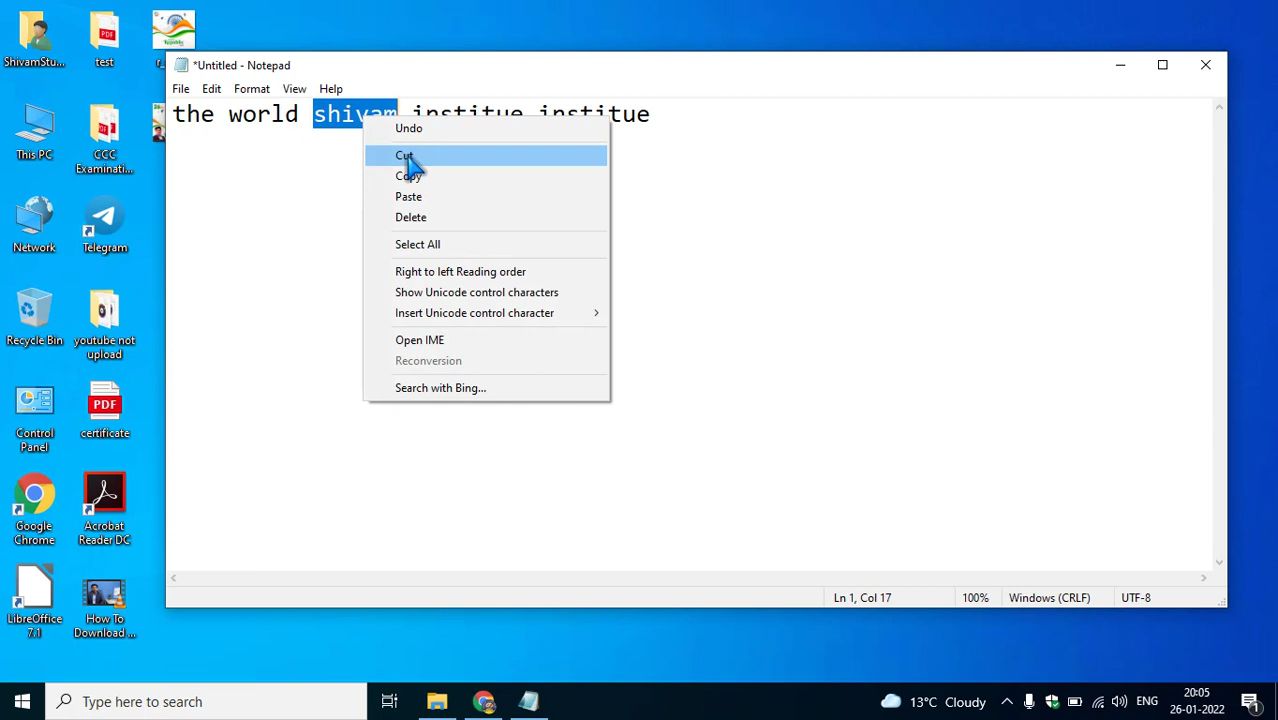 *Untitled - Notepad
File Edit Format View Help
the world shivam institue institue
Undo
Cut
Copy
Paste
Delete
Select All
Right to left Reading order
Show Unicode control characters
Insert Unicode control character
Open IME
Reconversion
Search with Bing...
Ln 1, Col 17 100% Windows (CRLF) UTF-8
ShivamStu...
test
This PC
CCC
Examinati...
Network
Telegram
Recycle Bin
youtube not
upload
Control
Panel
certificate
Google
Chrome
Acrobat
Reader DC
LibreOffice
7.1
How To
Download ...
PDF
PDF
Type here to search
13°C Cloudy
ENG
20:05
26-01-2022
1